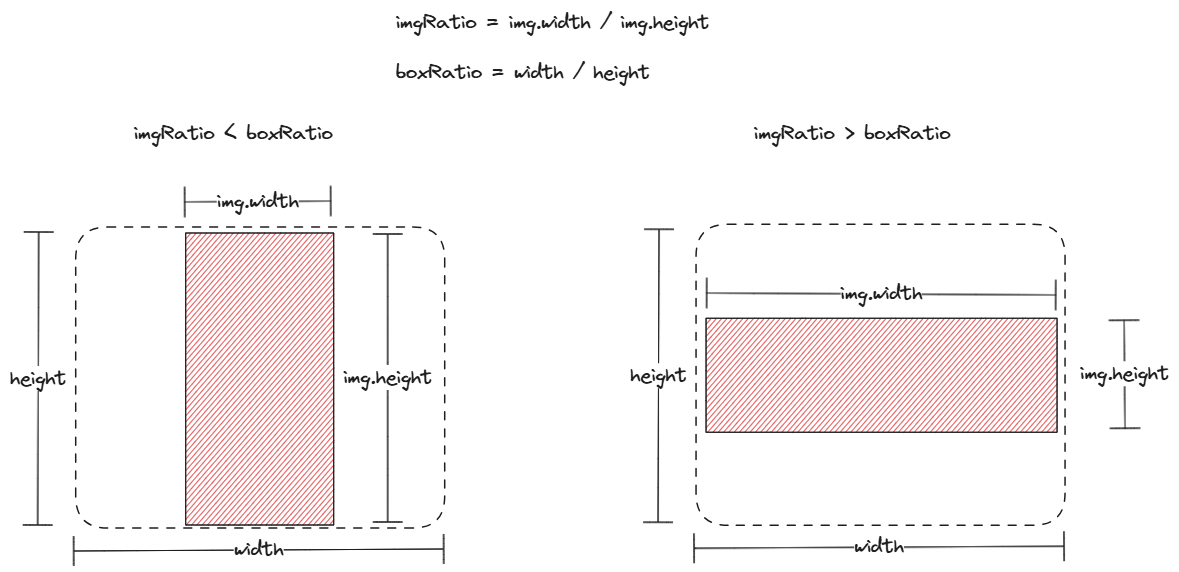 imgRatio = img.width / img.height
boxRatio = width / height
imgRatio < boxRatio
imgRatio > boxRatio
img.width
height
img.height
width
img.width
height
img.height
width